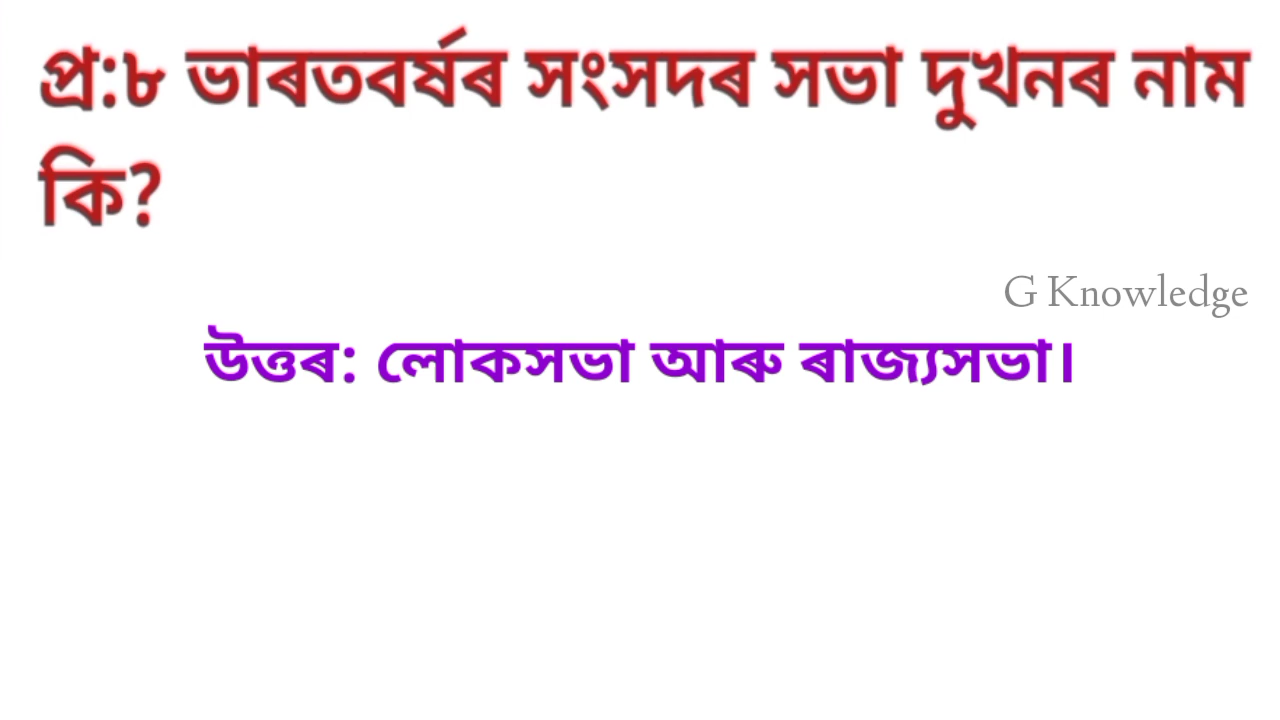 প্ৰ:৮ ভাৰতবৰ্ষৰ সংসদৰ সভা দুখনৰ নাম
কি?
G Knowledge
উত্তৰ: লোকসভা আৰু ৰাজ্যসভা।